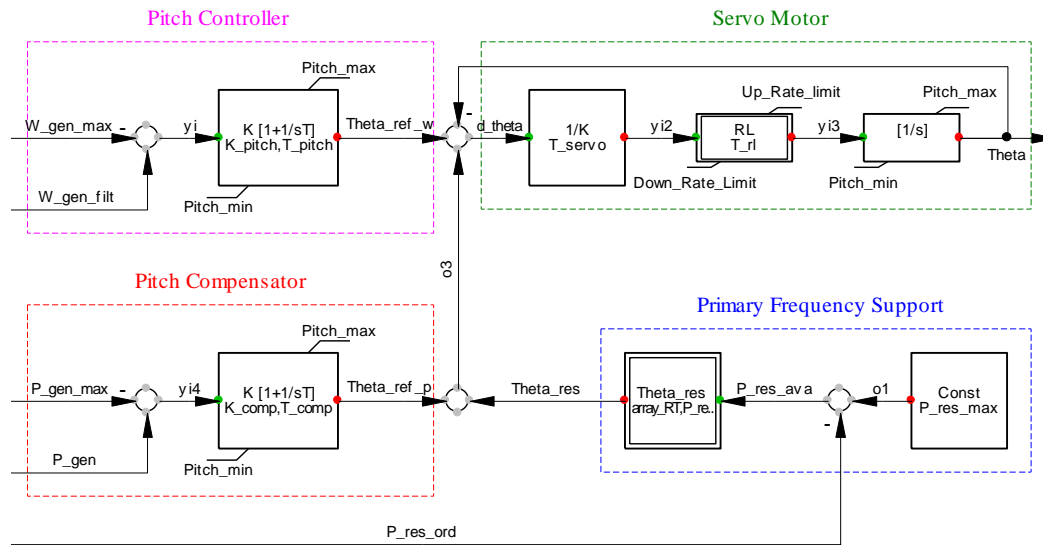 Pitch Controller
Servo Motor
Pitch_max
W_gen_max
-
yi
K [1+1/sT]
K_pitch,T_pitch
Theta_ref_w
-
d_theta
1/K
T_servo
yi2
Up_Rate_limit
RL
T_rl
yi3
Pitch_max
[1/s]
Theta
W_gen_filt
Pitch_min
Down_Rate_Limit
Pitch_min
o3
Pitch Compensator
Primary Frequency Support
Pitch_max
P_gen_max
-
yi4
K [1+1/sT]
K_comp,T_comp
Theta_ref_p
Theta_res
Theta_res
array_RT,P_re..
P_res_ava
o1
-
Const
P_res_max
P_gen
Pitch_min
P_res_ord